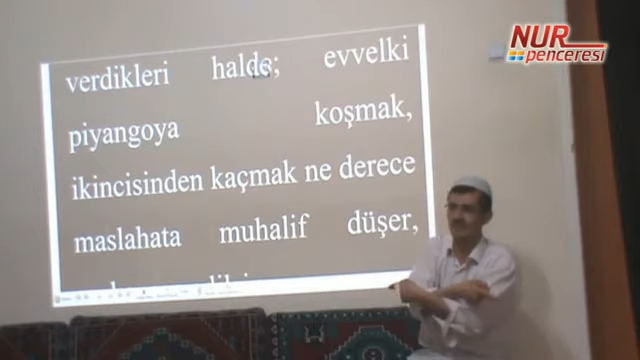 NUR
penceresi
verdikleri halde; evvelki
piyangoya koşmak,
ikincisinden kaçmak ne derece
maslahata muhalif düşer,